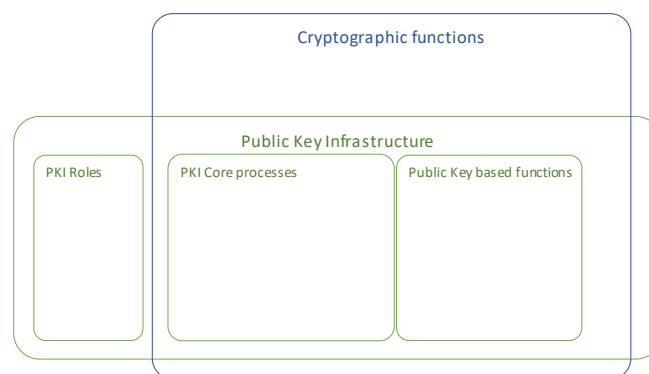 Cryptographic functions
Public Key Infrastructure
PKI Roles
PKI Core processes
Public Key based functions